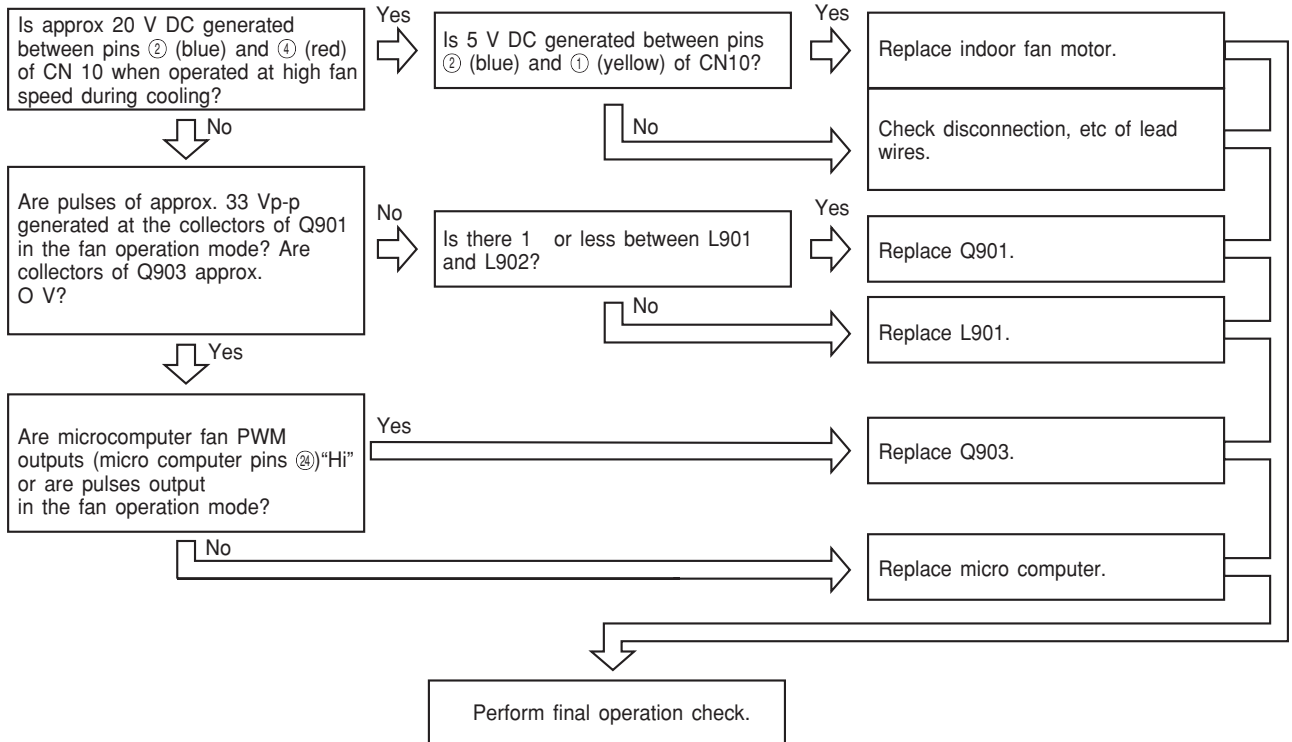 Is approx 20 V DC generated
between pins ② (blue) and ④ (red)
of CN 10 when operated at high fan
speed during cooling?
Yes
Is 5 V DC generated between pins
② (blue) and ① (yellow) of CN10?
Yes
Replace indoor fan motor.
No
No
Check disconnection, etc of lead
wires.
Are pulses of approx. 33 Vp-p
generated at the collectors of Q901
in the fan operation mode? Are
collectors of Q903 approx.
O V?
No
Is there 1 or less between L901
and L902?
Yes
Replace Q901.
No
Replace L901.
Yes
Are microcomputer fan PWM
outputs (micro computer pins ㉔)“Hi”
or are pulses output
in the fan operation mode?
Yes
Replace Q903.
No
Replace micro computer.
Perform final operation check.